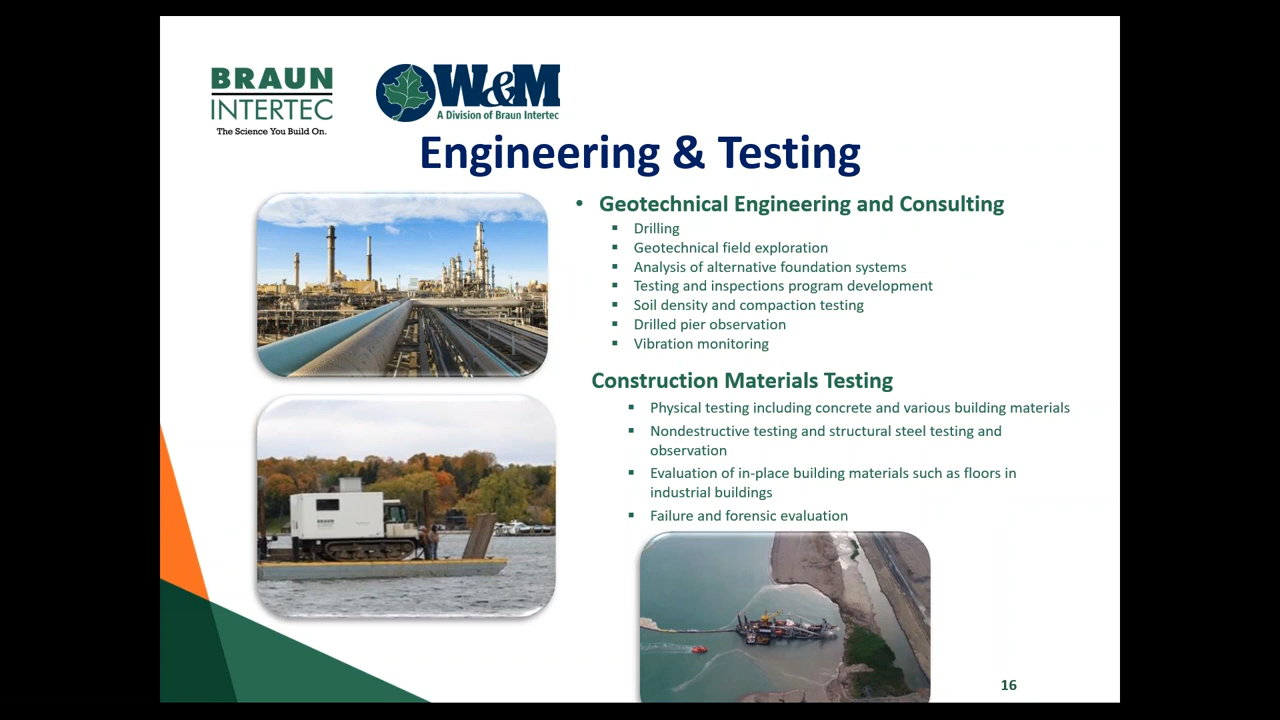 BRAUN
INTERTEC
The Science You Build On.
W&M
A Division of Braun Intertec
Engineering & Testing
• Geotechnical Engineering and Consulting
▪ Drilling
▪ Geotechnical field exploration
▪ Analysis of alternative foundation systems
▪ Testing and inspections program development
▪ Soil density and compaction testing
▪ Drilled pier observation
▪ Vibration monitoring
Construction Materials Testing
▪ Physical testing including concrete and various building materials
▪ Nondestructive testing and structural steel testing and
observation
▪ Evaluation of in-place building materials such as floors in
industrial buildings
▪ Failure and forensic evaluation
BRAUN
16